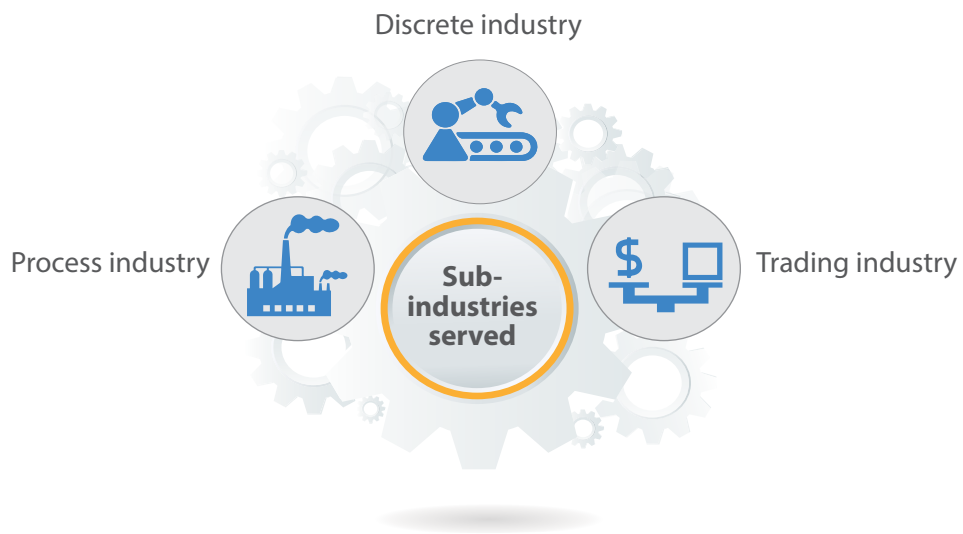 Discrete industry
Process industry
Sub-
industries
served
$
Trading industry